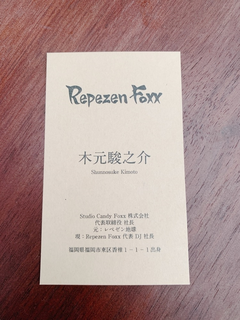 Repezen Foxx
木元駿之介
Shunnosuke Kimoto
Studio Candy Foxx 株式会社
代表取締役 社長
元：レペゼン地球
現：Repezen Foxx 代表 DJ 社長
福岡県福岡市東区香椎１－１－１出身